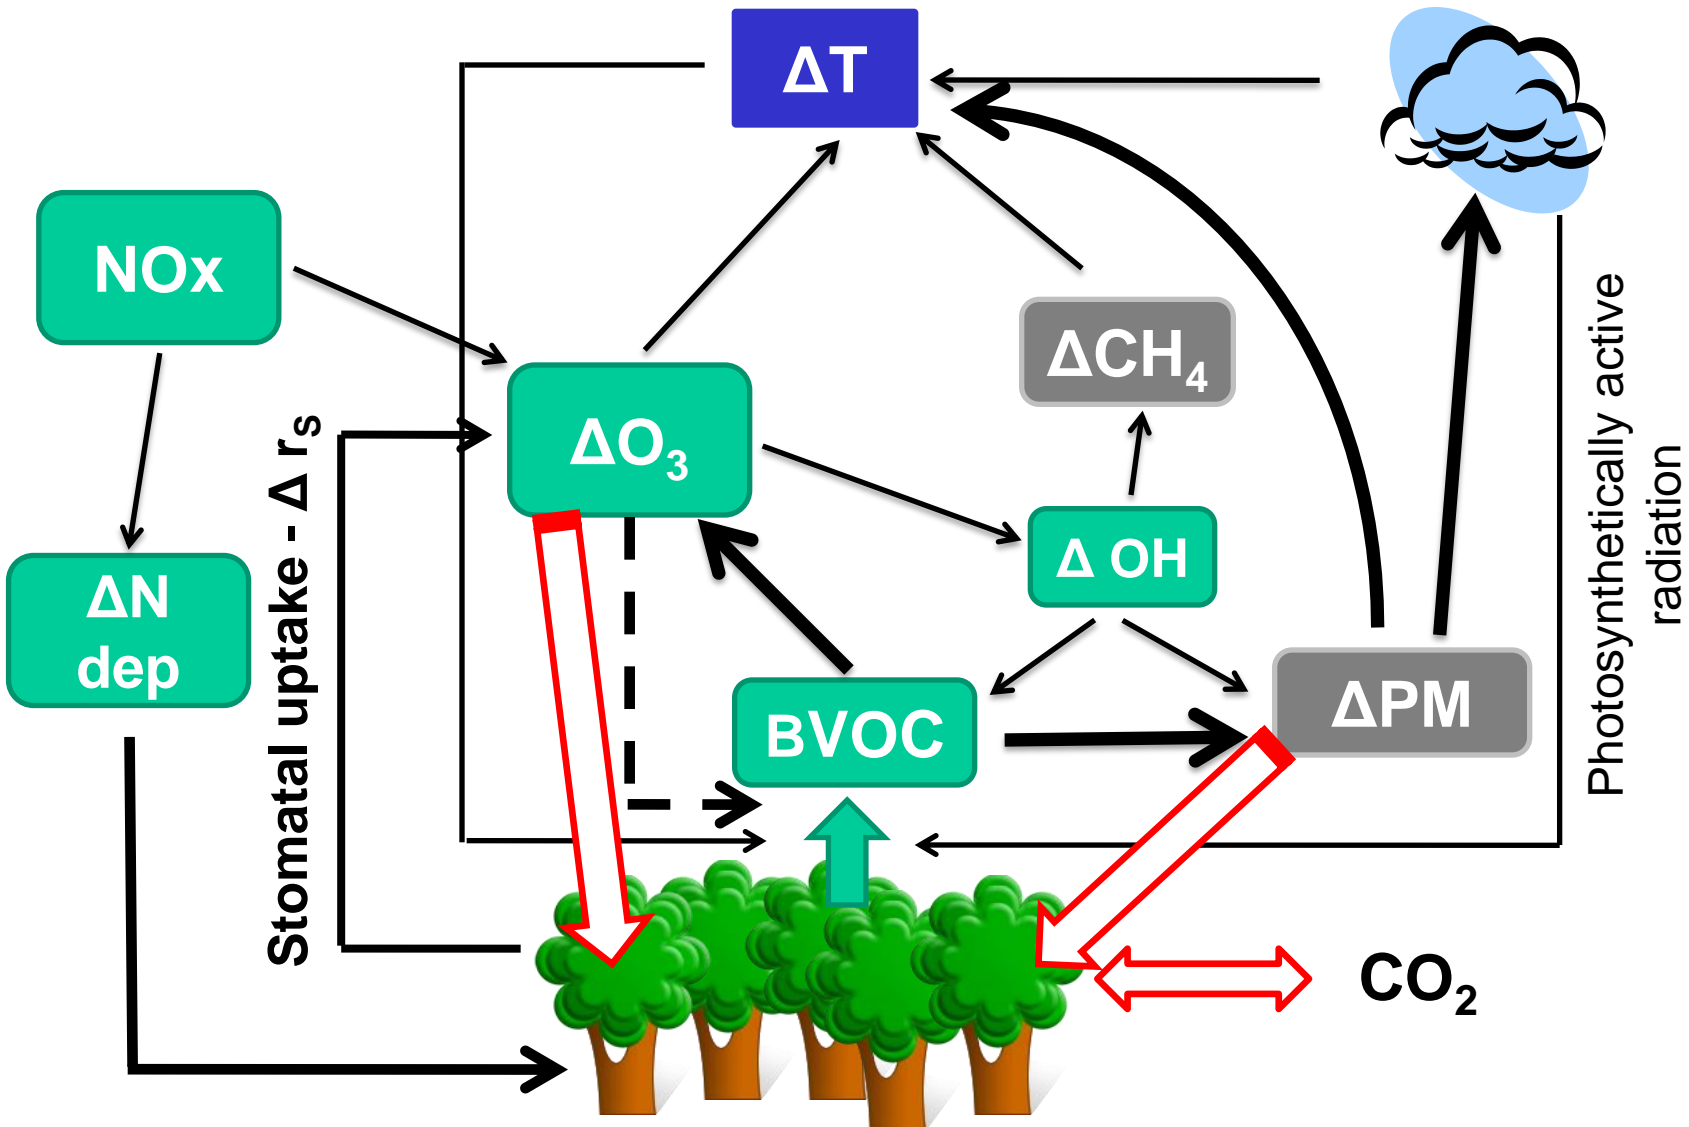 ΔT
NOx
ΔCH₄
ΔO₃
Δ OH
ΔN
dep
BVOC
ΔPM
Stomatal uptake - Δ rₛ
Photosynthetically active
radiation
CO₂